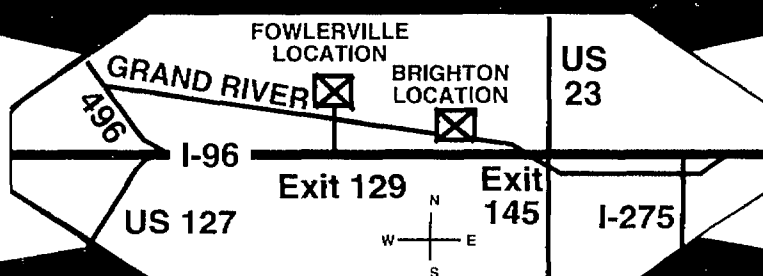 FOWLERVILLE
LOCATION
US
23
GRAND RIVER
BRIGHTON
LOCATION
496
I-96
Exit 129
Exit
145
I-275
US 127
N
W
E
S